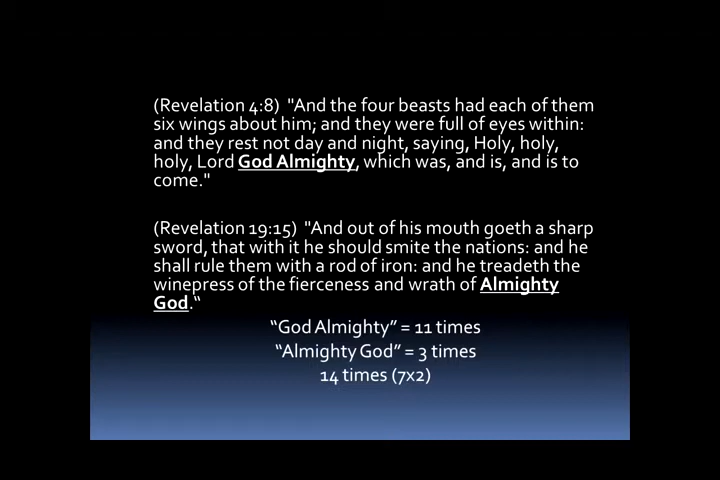 (Revelation 4:8)  "And the four beasts had each of them
six wings about him; and they were full of eyes within:
and they rest not day and night, saying, Holy, holy,
holy, Lord God Almighty, which was, and is, and is to
come."
(Revelation 19:15)  "And out of his mouth goeth a sharp
sword, that with it he should smite the nations: and he
shall rule them with a rod of iron: and he treadeth the
winepress of the fierceness and wrath of Almighty
God.“
“God Almighty” = 11 times
“Almighty God” = 3 times
14 times (7x2)